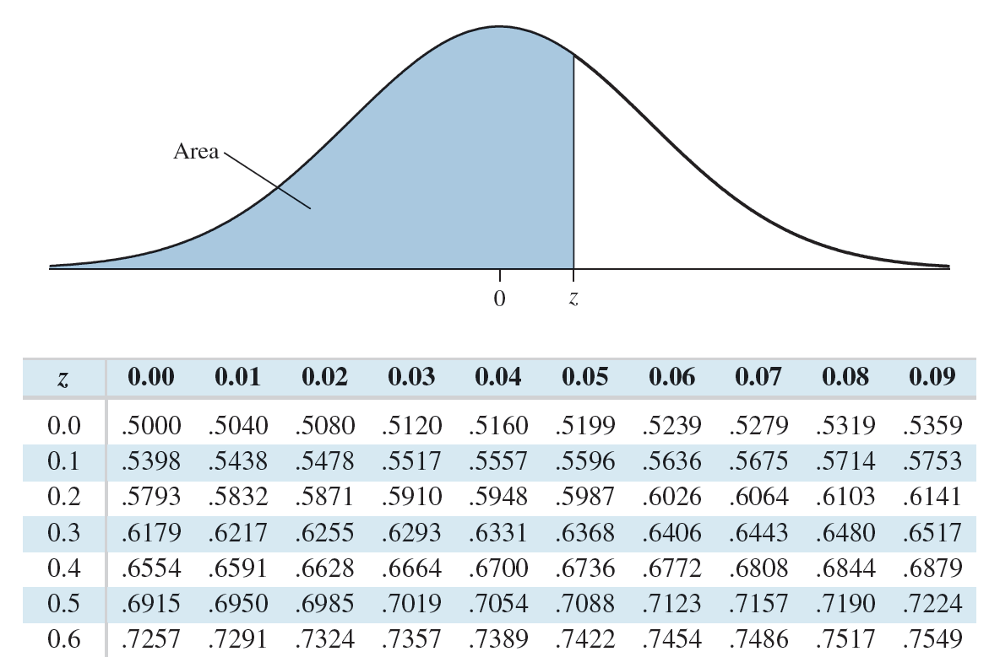 Area
0 z
z 0.00 0.01 0.02 0.03 0.04 0.05 0.06 0.07 0.08 0.09
0.0 .5000 .5040 .5080 .5120 .5160 .5199 .5239 .5279 .5319 .5359
0.1 .5398 .5438 .5478 .5517 .5557 .5596 .5636 .5675 .5714 .5753
0.2 .5793 .5832 .5871 .5910 .5948 .5987 .6026 .6064 .6103 .6141
0.3 .6179 .6217 .6255 .6293 .6331 .6368 .6406 .6443 .6480 .6517
0.4 .6554 .6591 .6628 .6664 .6700 .6736 .6772 .6808 .6844 .6879
0.5 .6915 .6950 .6985 .7019 .7054 .7088 .7123 .7157 .7190 .7224
0.6 .7257 .7291 .7324 .7357 .7389 .7422 .7454 .7486 .7517 .7549